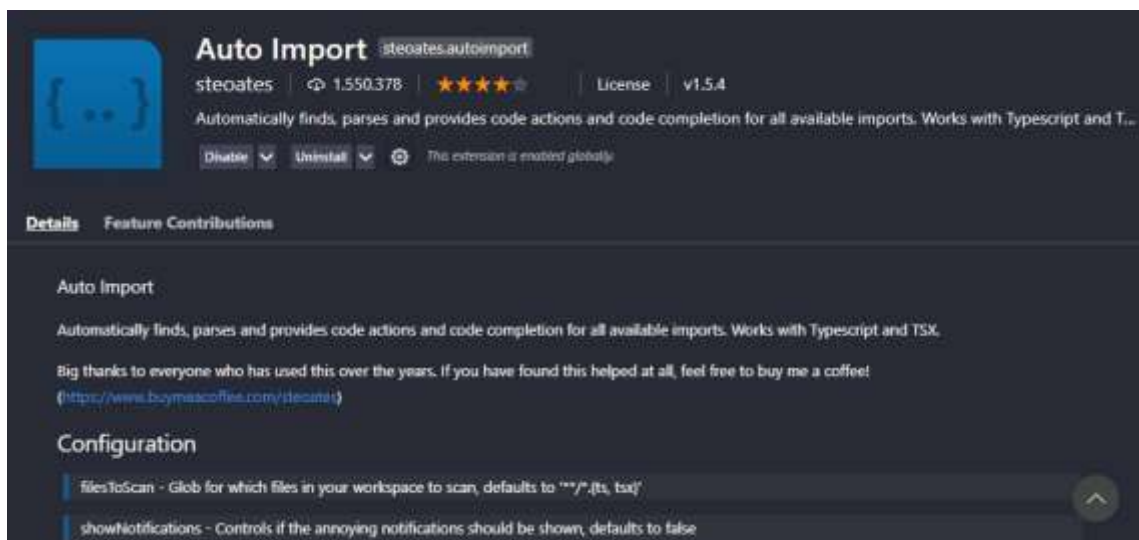 { .. }
Auto Import steoates.autoimport
steoates 1.550.378 License v1.5.4
Automatically finds, parses and provides code actions and code completion for all available imports. Works with Typescript and T...
Disable Uninstall This extension is enabled globally.
Details Feature Contributions
Auto Import
Automatically finds, parses and provides code actions and code completion for all available imports. Works with Typescript and TSX.
Big thanks to everyone who has used this over the years. If you have found this helped at all, feel free to buy me a coffee!
(https://www.buymeacoffee.com/steoates)
Configuration
filesToScan - Glob for which files in your workspace to scan, defaults to '**/*.{ts, tsx}'
showNotifications - Controls if the annoying notifications should be shown, defaults to false